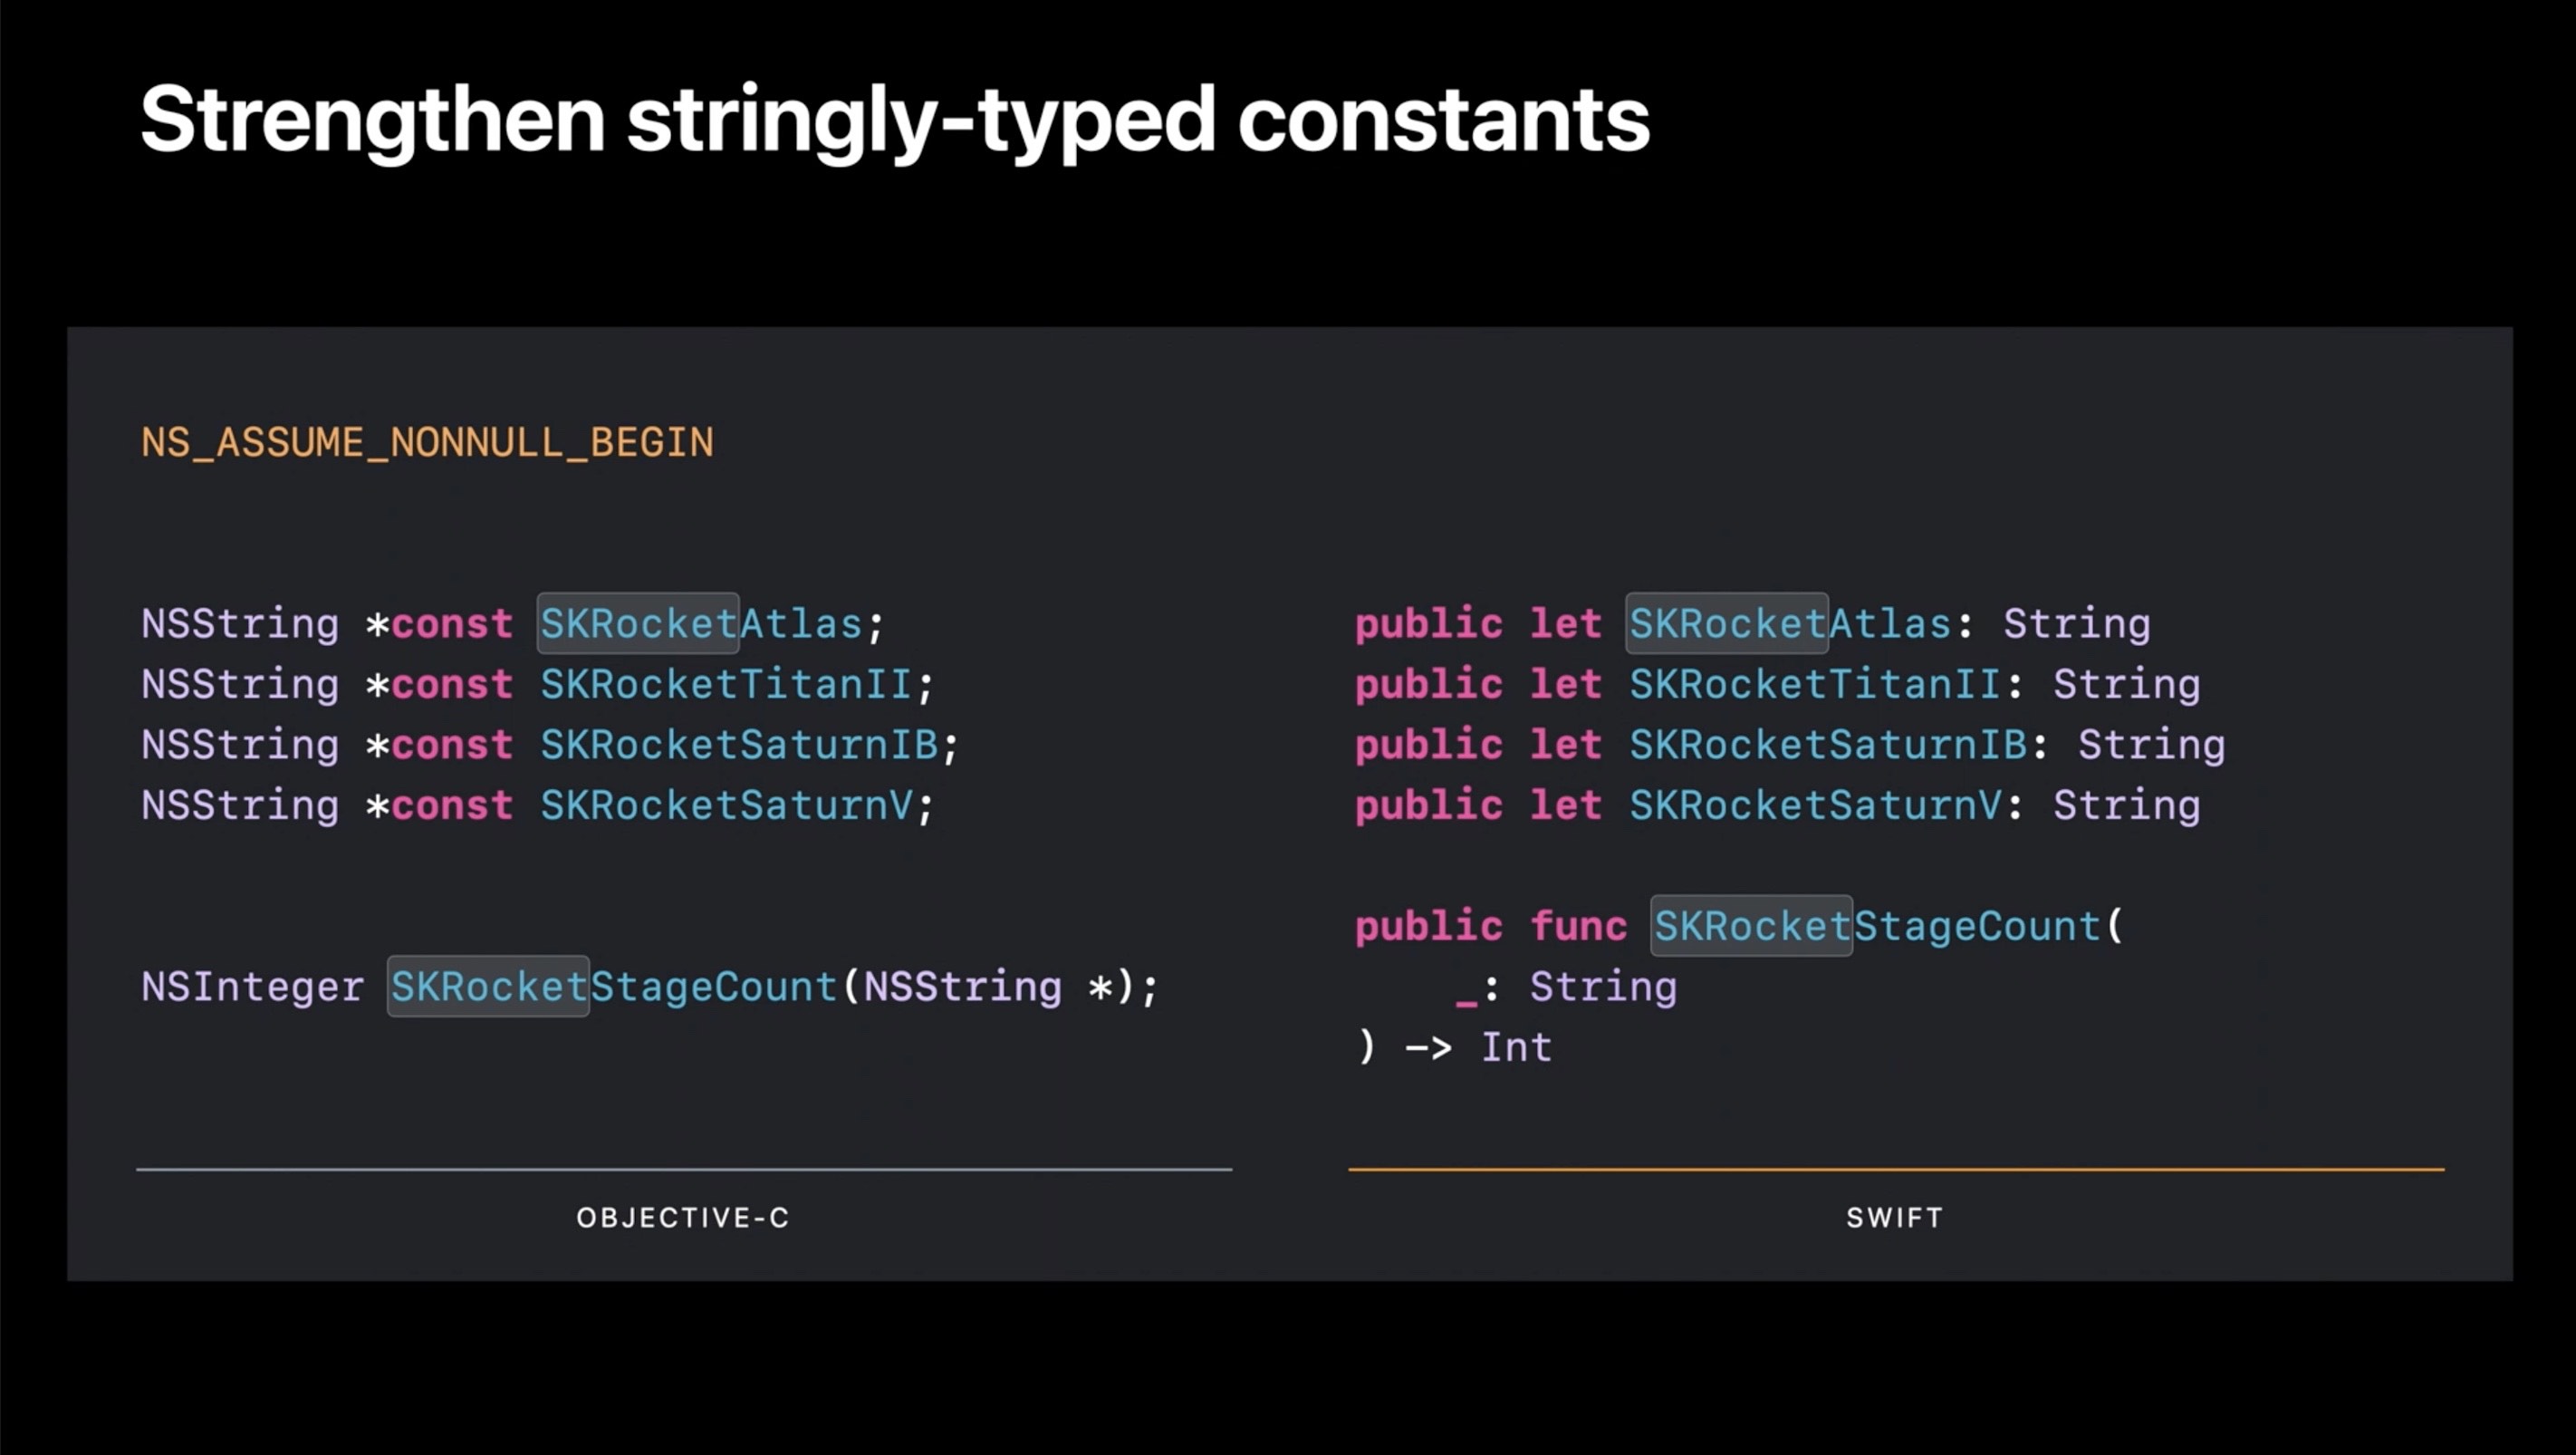 Strengthen stringly-typed constants
NS_ASSUME_NONNULL_BEGIN
NSString *const SKRocketAtlas;
NSString *const SKRocketTitanII;
NSString *const SKRocketSaturnIB;
NSString *const SKRocketSaturnV;
NSInteger SKRocketStageCount(NSString *);
OBJECTIVE-C
public let SKRocketAtlas: String
public let SKRocketTitanII: String
public let SKRocketSaturnIB: String
public let SKRocketSaturnV: String
public func SKRocketStageCount(
_: String
) -> Int
SWIFT